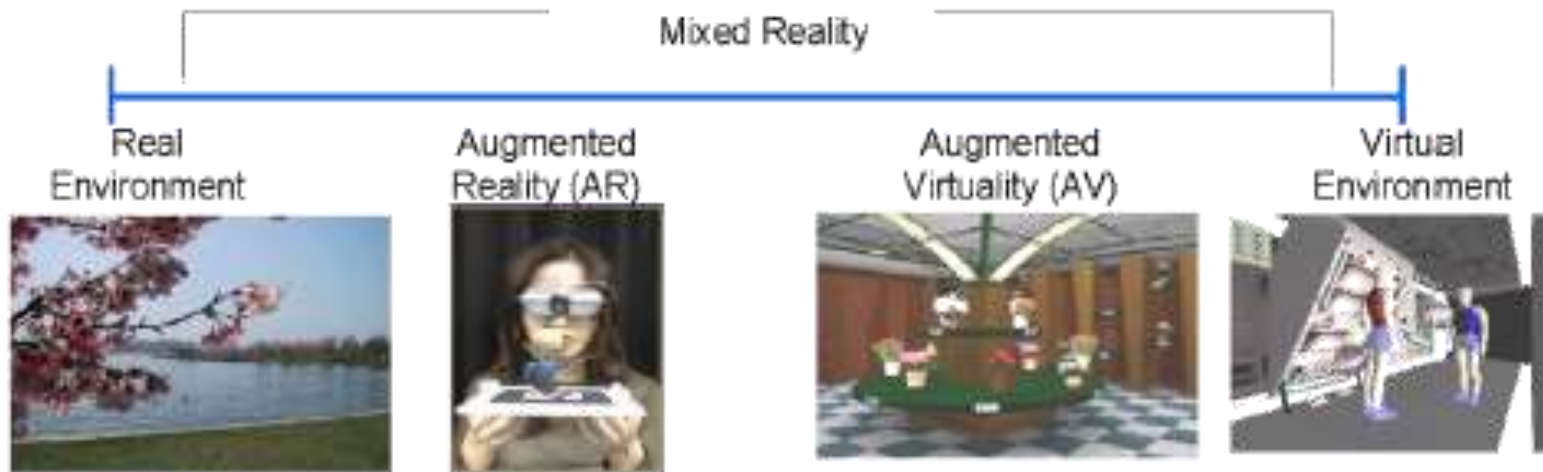 Mixed Reality
Real
Environment
Augmented
Reality (AR)
Augmented
Virtuality (AV)
Virtual
Environment